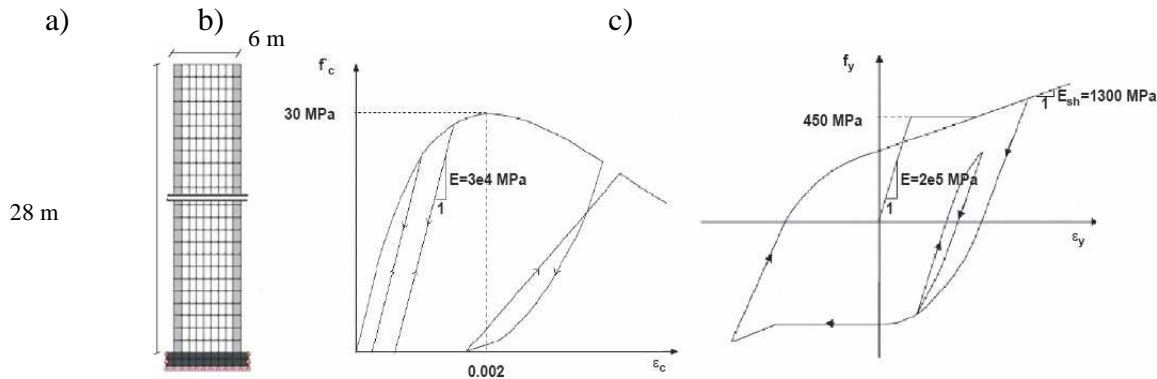 a)
b)
c)
6 m
28 m
f'c
30 MPa
E=3e4 MPa
1
0.002
εc
fy
450 MPa
Esh=1300 MPa
1
E=2e5 MPa
1
εy